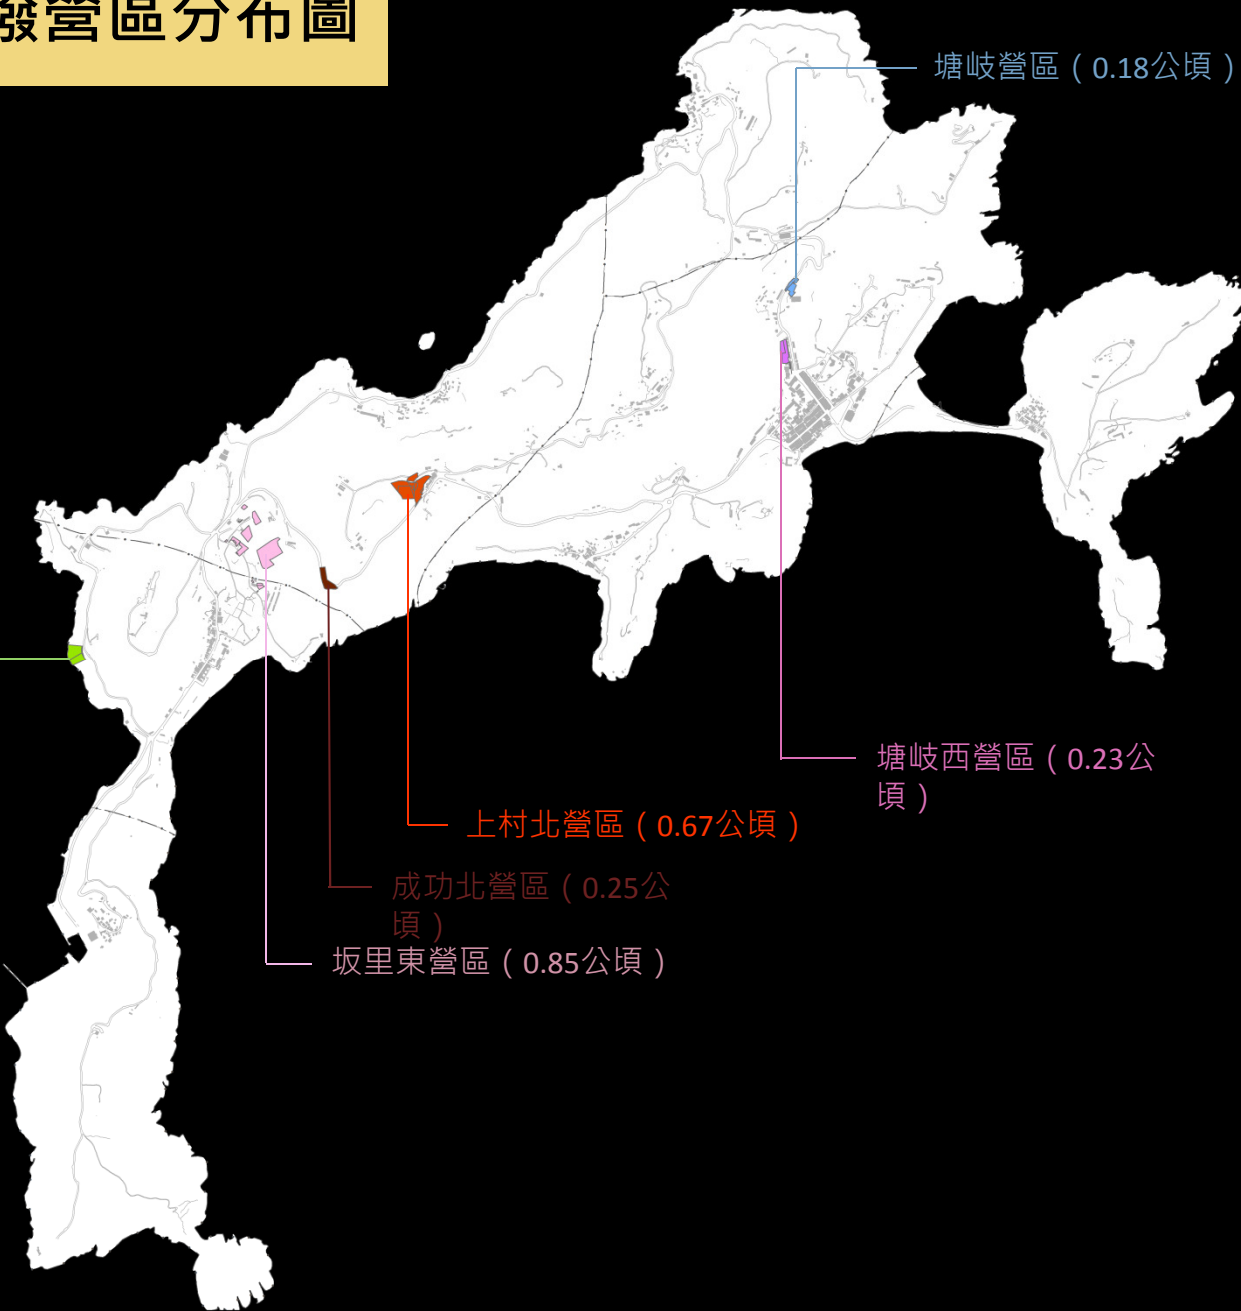 撥營區分布圖
塘岐營區（0.18公頃）
塘岐西營區（0.23公
頃）
上村北營區（0.67公頃）
成功北營區（0.25公
頃）
坂里東營區（0.85公頃）